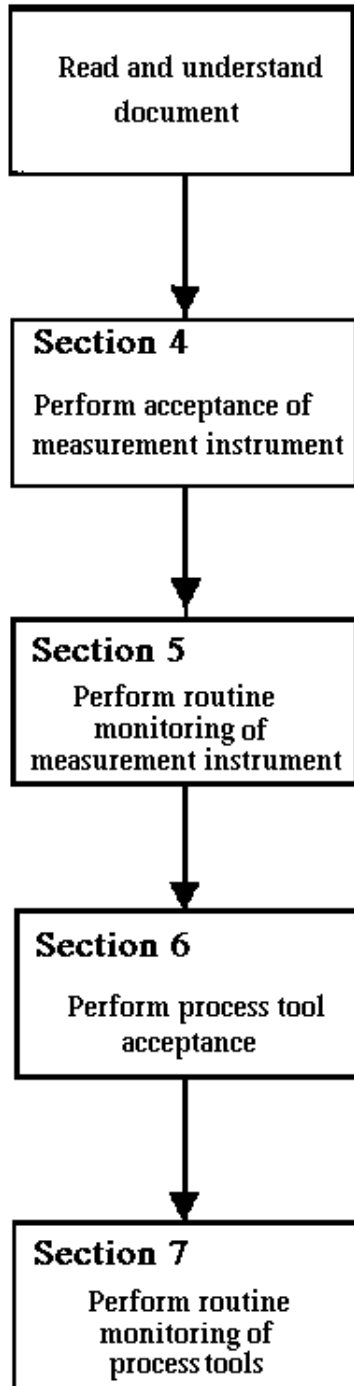 Read and understand
document
Section 4
Perform acceptance of
measurement instrument
Section 5
Perform routine
monitoring of
measurement instrument
Section 6
Perform process tool
acceptance
Section 7
Perform routine
monitoring of
process tools